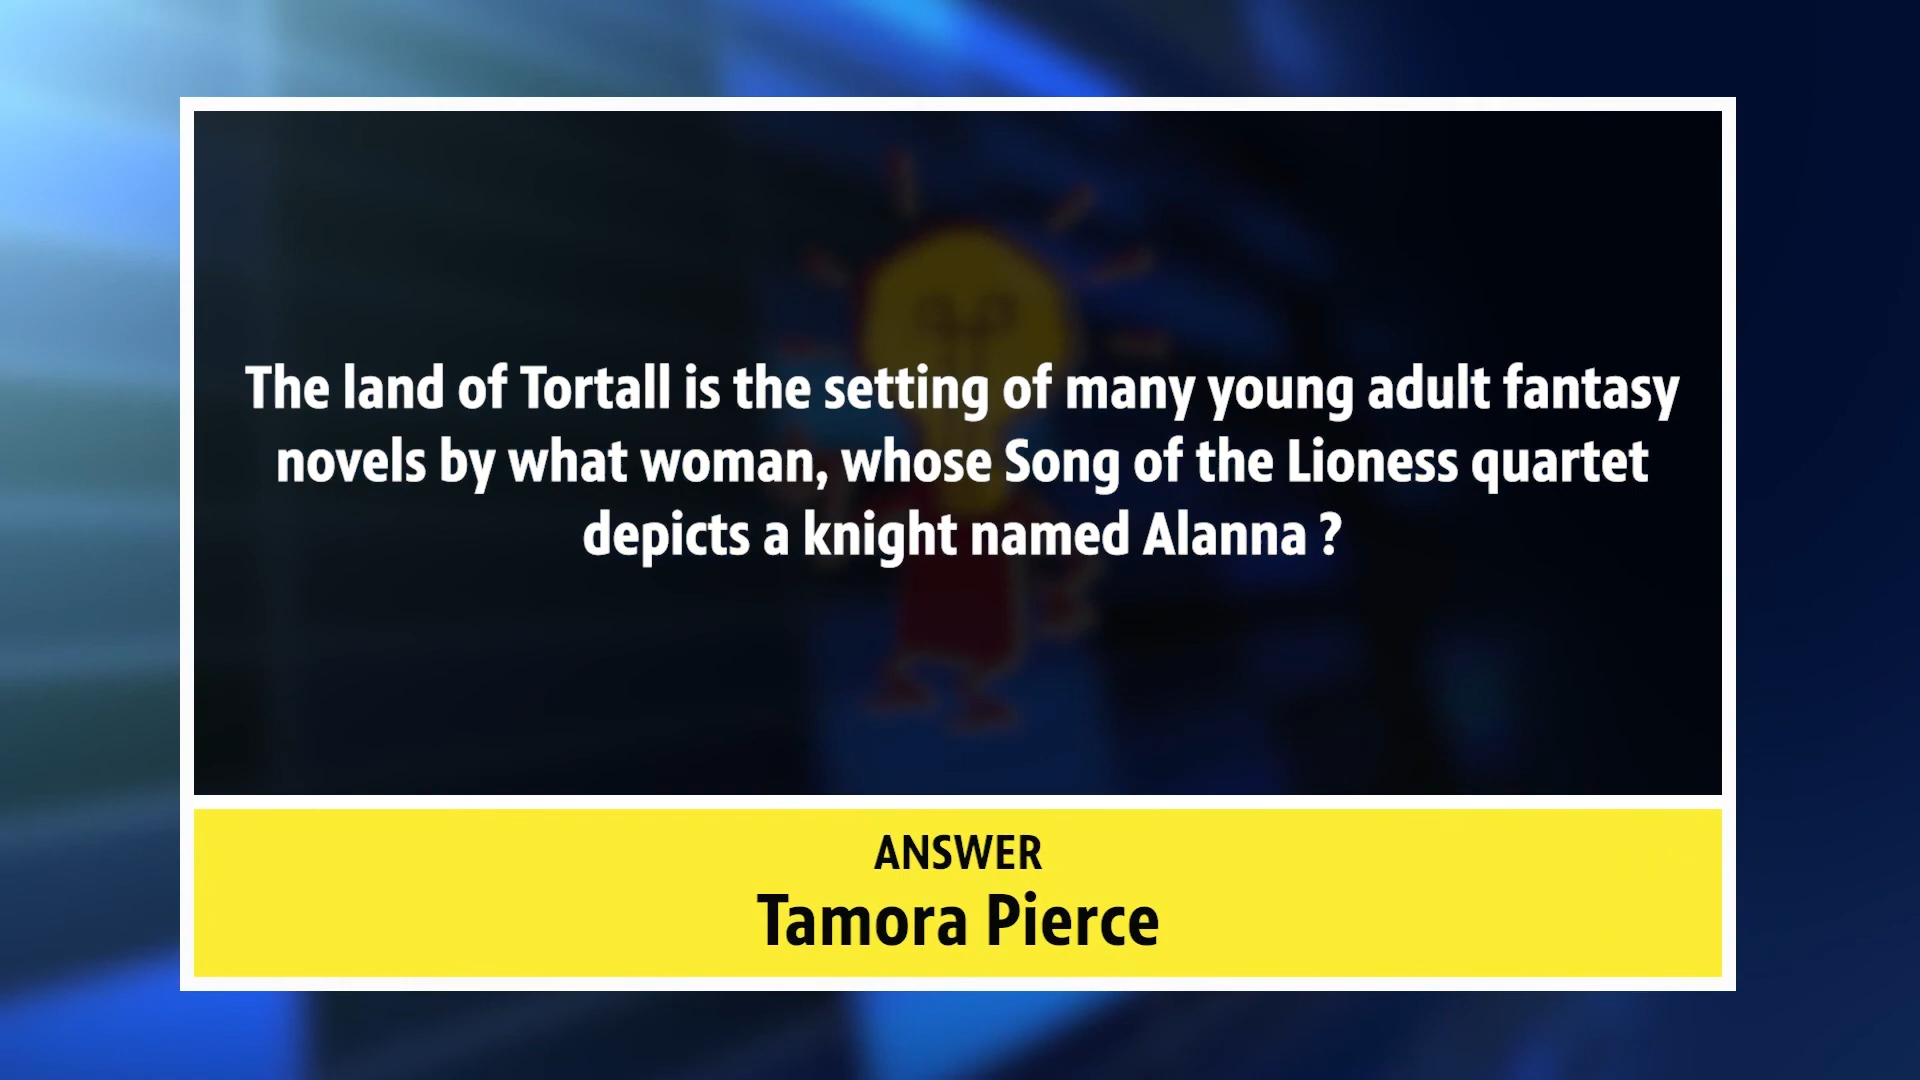 The land of Tortall is the setting of many young adult fantasy
novels by what woman, whose Song of the Lioness quartet
depicts a knight named Alanna ?
ANSWER
Tamora Pierce